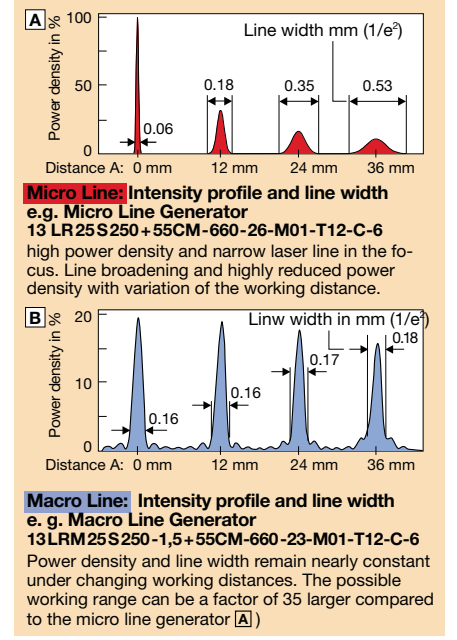 A
Power density in %
100
50
0
Line width mm (1/e²)
0.06
0.18
0.35
0.53
Distance A: 0 mm 12 mm 24 mm 36 mm
Micro Line: Intensity profile and line width
e.g. Micro Line Generator
13 LR 25 S 250 + 55CM - 660 - 26 - M01 - T12 - C - 6
high power density and narrow laser line in the fo-
cus. Line broadening and highly reduced power
density with variation of the working distance.
B
Power density in %
20
10
0
Linw width in mm (1/e²)
0.16
0.16
0.17
0.18
Distance A: 0 mm 12 mm 24 mm 36 mm
Macro Line: Intensity profile and line width
e. g. Macro Line Generator
13LRM 25 S 250 - 1,5 + 55CM - 660 - 23 - M01 - T12 - C - 6
Power density and line width remain nearly constant
under changing working distances. The possible
working range can be a factor of 35 larger compared
to the micro line generator A )